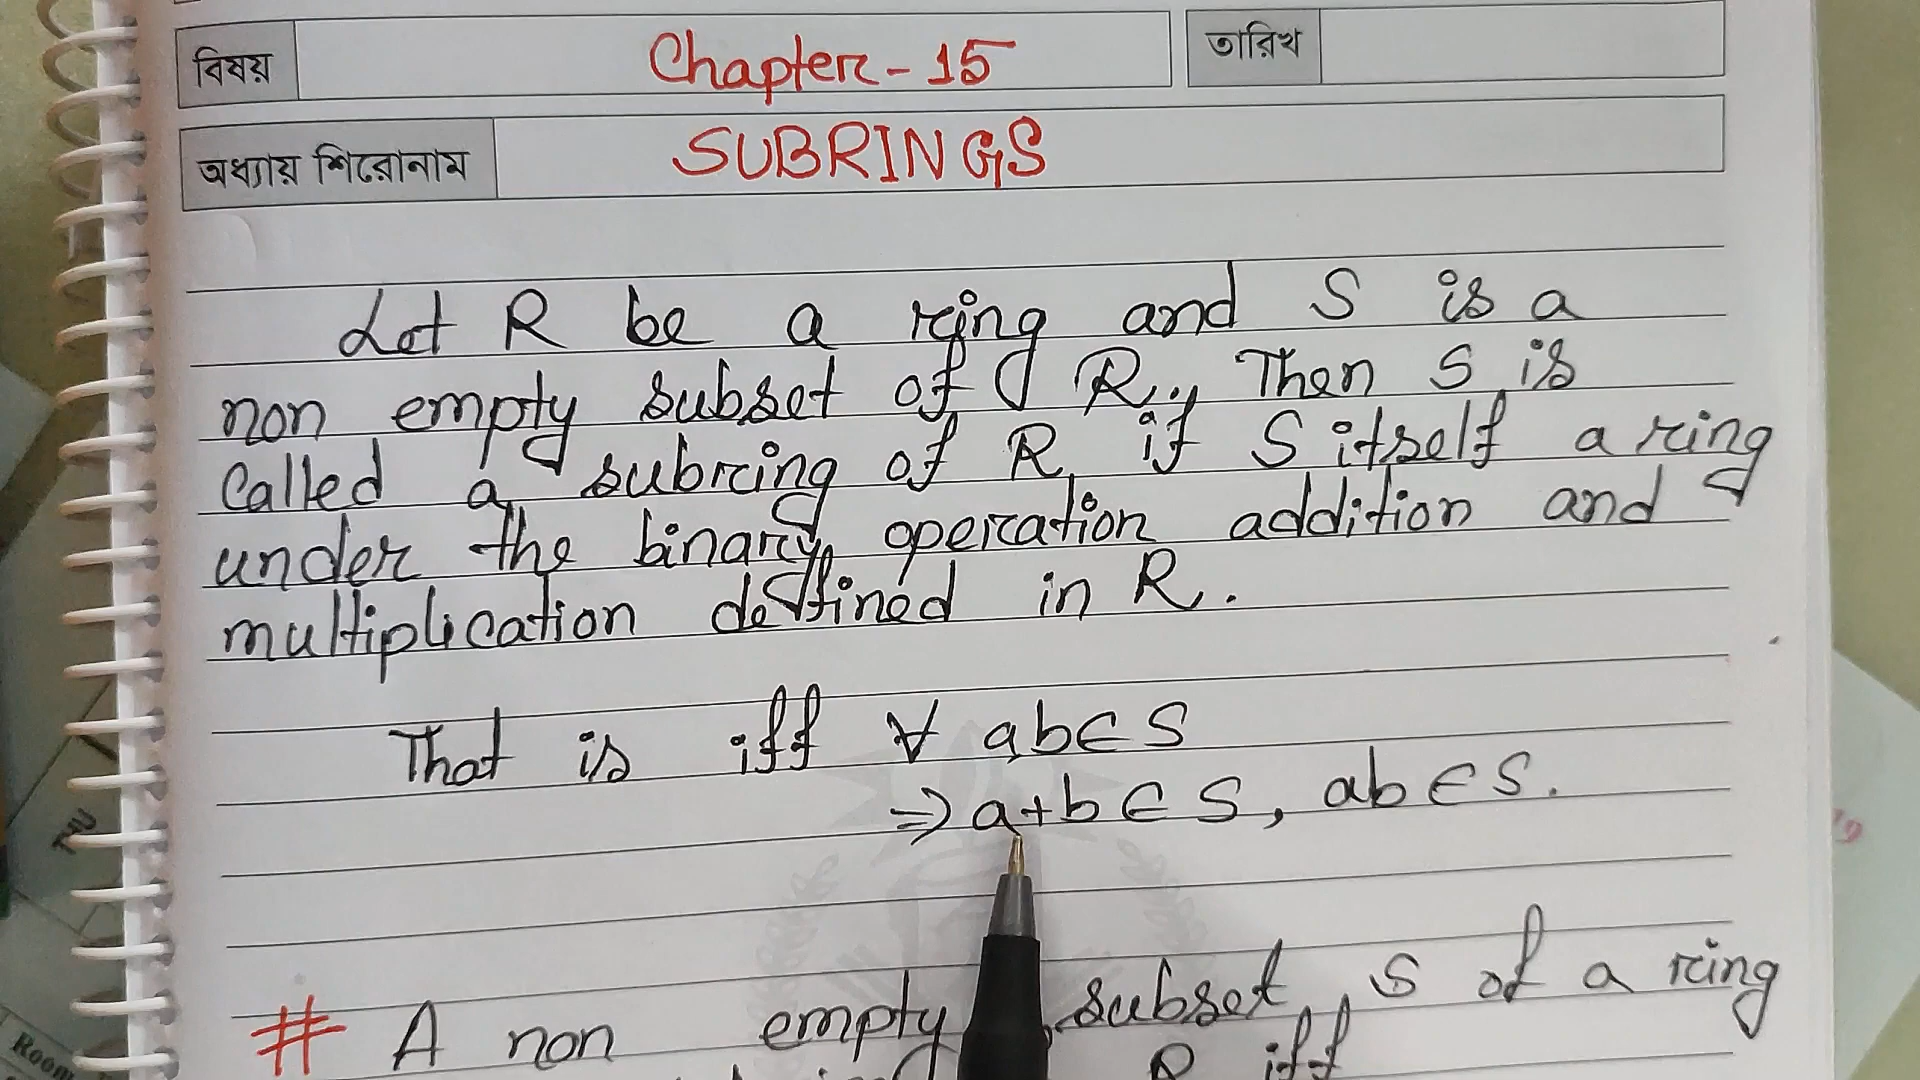 বিষয় Chapter-15 তারিখ
অধ্যায় শিরোনাম SUBRINGS
Let R be a ring and S is a
non empty subset of R. Then S is
called a subring of R if S itself a ring
under the binary operation addition and
multiplication defined in R.
That is iff ∀ a,b∈S
⇒ a+b∈S, ab∈S.
# A non empty subset S of a ring
R iff
Room